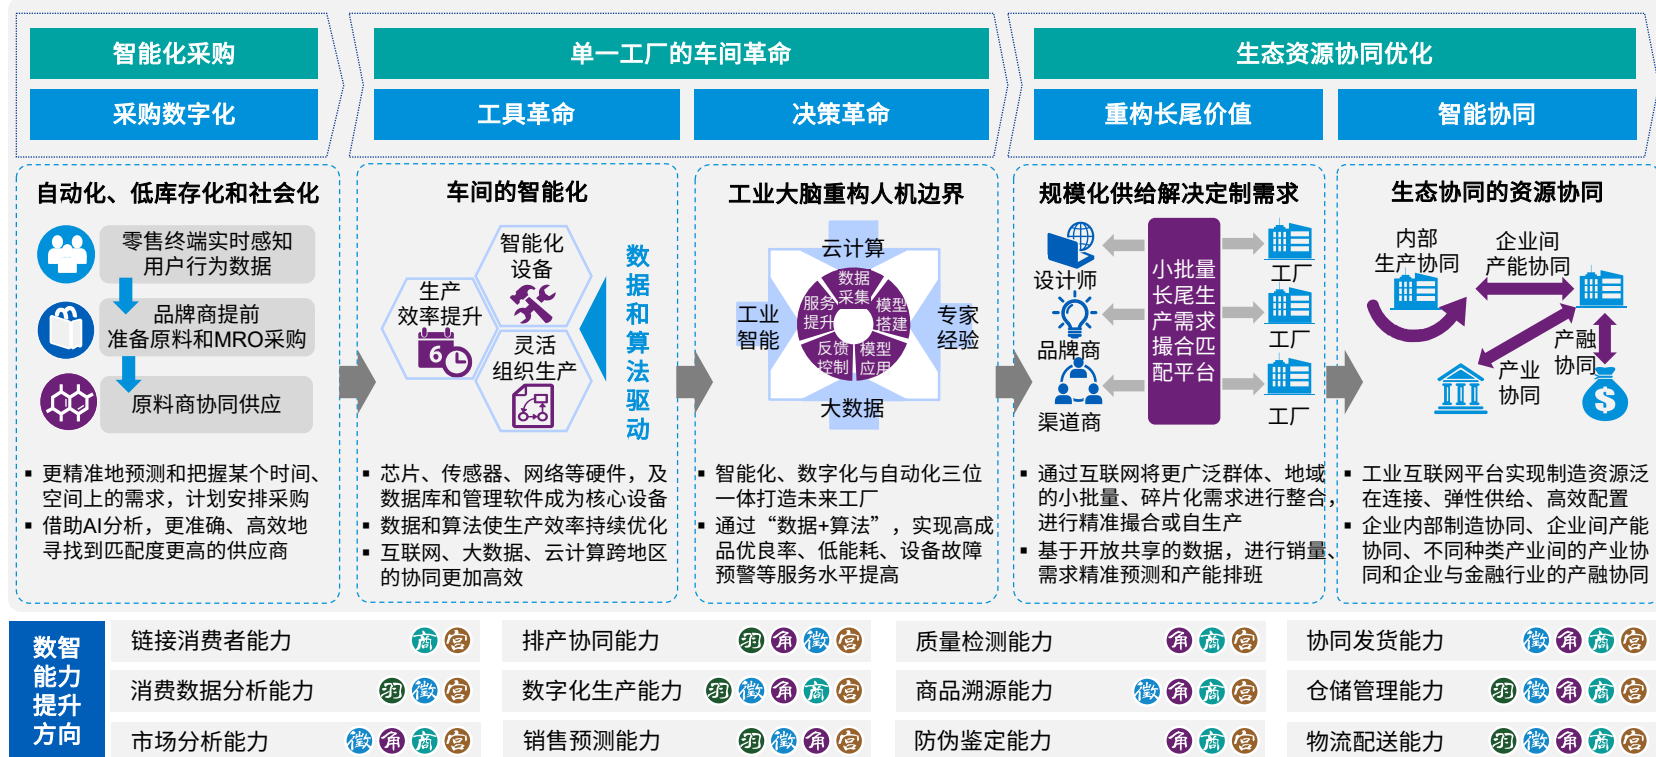 智能化采购
单一工厂的车间革命
生态资源协同优化
采购数字化
工具革命
决策革命
重构长尾价值
智能协同
自动化、低库存化和社会化
零售终端实时感知
用户行为数据
品牌商提前
准备原料和MRO采购
原料商协同供应
▪ 更精准地预测和把握某个时间、
空间上的需求，计划安排采购
▪ 借助AI分析，更准确、高效地
寻找到匹配度更高的供应商
车间的智能化
智能化
设备
生产
效率提升
6
灵活
组织生产
数
据
和
算
法
驱
动
▪ 芯片、传感器、网络等硬件，及
数据库和管理软件成为核心设备
▪ 数据和算法使生产效率持续优化
▪ 互联网、大数据、云计算跨地区
的协同更加高效
工业大脑重构人机边界
云计算
工业
智能
专家
经验
大数据
数据
采集
服务
提升
模型
搭建
反馈
控制
模型
应用
▪ 智能化、数字化与自动化三位
一体打造未来工厂
▪ 通过“数据+算法”，实现高成
品优良率、低能耗、设备故障
预警等服务水平提高
规模化供给解决定制需求
设计师
品牌商
渠道商
小批量
长尾生
产需求
撮合匹
配平台
工厂
工厂
工厂
▪ 通过互联网将更广泛群体、地域
的小批量、碎片化需求进行整合，
进行精准撮合或自生产
▪ 基于开放共享的数据，进行销量、
需求精准预测和产能排班
生态协同的资源协同
内部
生产协同
企业间
产能协同
产融
协同
产业
协同
$
▪ 工业互联网平台实现制造资源泛
在连接、弹性供给、高效配置
▪ 企业内部制造协同、企业间产能
协同、不同种类产业间的产业协
同和企业与金融行业的产融协同
数智
能力
提升
方向
链接消费者能力 商 宫
排产协同能力 羽 角 徵 宫
质量检测能力 角 商 宫
协同发货能力 徵 角 商 宫
消费数据分析能力 羽 徵 宫
数字化生产能力 羽 徵 角 商 宫
商品溯源能力 徵 角 商 宫
仓储管理能力 羽 徵 角 商 宫
市场分析能力 徵 角 商 宫
销售预测能力 羽 徵 角 宫
防伪鉴定能力 角 商 宫
物流配送能力 羽 徵 角 商 宫